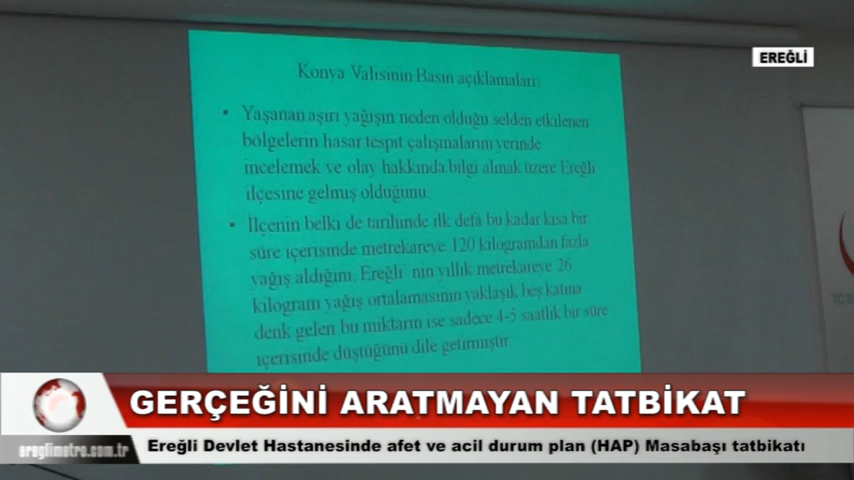 EREĞLİ
Konya Valisinin Basın açıklamaları:
• Yaşanan aşırı yağışın neden olduğu selden etkilenen
bölgelerin hasar tespit çalışmalarını yerinde
incelemek ve olay hakkında bilgi almak üzere Ereğli
ilçesine gelmiş olduğunu,
• İlçenin belki de tarihinde ilk defa bu kadar kısa bir
süre içerisinde metrekareye 120 kilogramdan fazla
yağış aldığını, Ereğli' nin yıllık metrekareye 26
kilogram yağış ortalamasının yaklaşık beş katına
denk gelen bu miktarın ise sadece 4-5 saatlik bir süre
içerisinde düştüğünü dile getirmiştir
GERÇEĞİNİ ARATMAYAN TATBİKAT
Ereğli Devlet Hastanesinde afet ve acil durum plan (HAP) Masabaşı tatbikatı
ereglimetro.com.tr